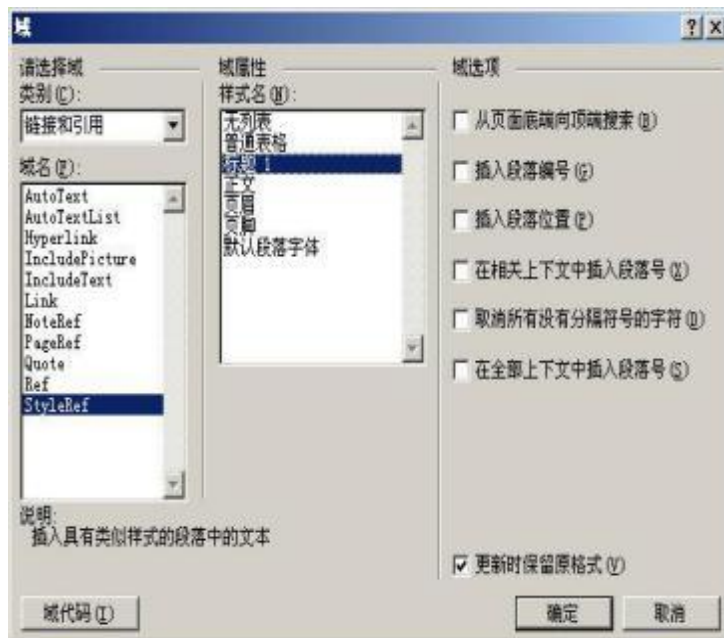 域
请选择域
类别(C):
链接和引用
域名(F):
AutoText
AutoTextList
Hyperlink
IncludePicture
IncludeText
Link
NoteRef
PageRef
Quote
Ref
StyleRef
说明:
插入具有类似样式的段落中的文本
域代码(I)
域属性
样式名(N):
无列表
普通表格
标题 1
正文
页眉
页脚
默认段落字体
域选项
从页面底端向顶端搜索(B)
插入段落编号(G)
插入段落位置(P)
在相关上下文中插入段落号(X)
取消所有没有分隔符号的字符(D)
在全部上下文中插入段落号(S)
更新时保留原格式(V)
确定
取消